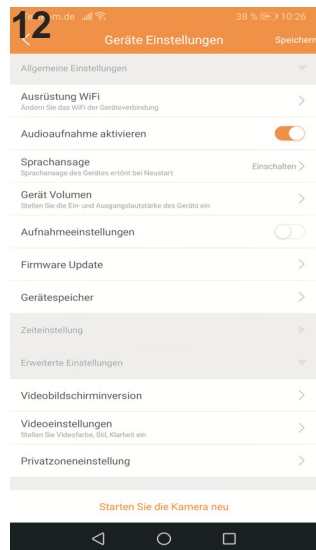 12
m.de
38 % 10:26
Geräte Einstellungen
Speichern
Allgemeine Einstellungen
Ausrüstung WiFi
Ändern Sie das WiFi der Geräteverbindung
Audioaufnahme aktivieren
Sprachansage
Einschalten
Sprachansage des Gerätes ertönt bei Neustart
Gerät Volumen
Stellen Sie die Ein- und Ausgangslautstärke des Geräts ein
Aufnahmeeinstellungen
Firmware Update
Gerätespeicher
Zeiteinstellung
Erweiterte Einstellungen
Videobildschirminversion
Videoeinstellungen
Stellen Sie Videofarbe, Stil, Klarheit ein
Privatzoneneinstellung
Starten Sie die Kamera neu